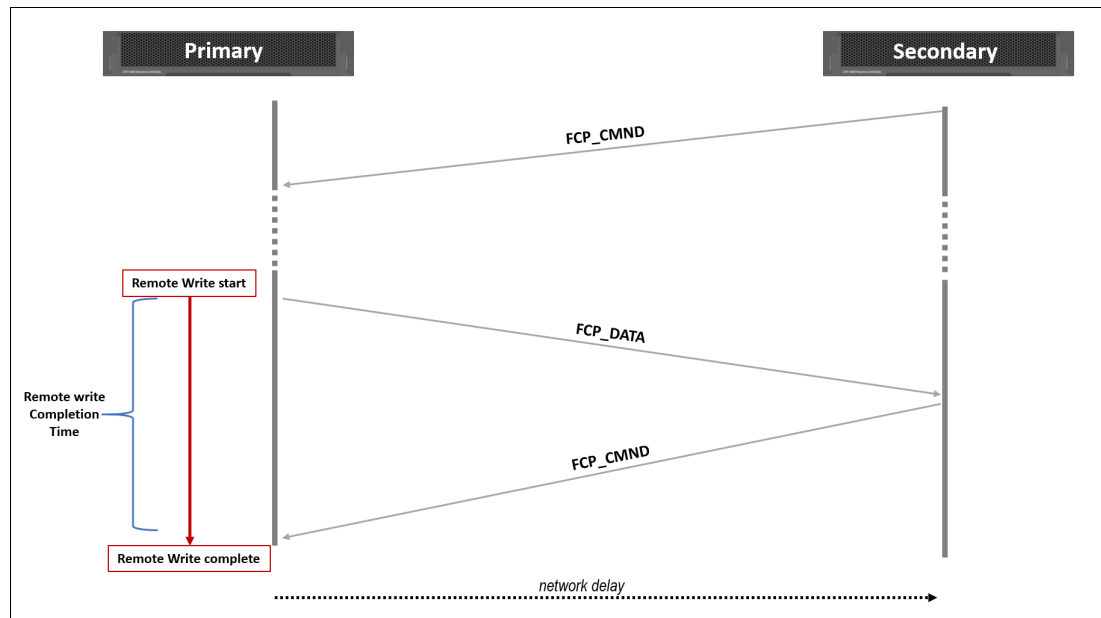 Primary
Secondary
FCP_CMND
Remote Write start
FCP_DATA
Remote write
Completion
Time
FCP_CMND
Remote Write complete
network delay